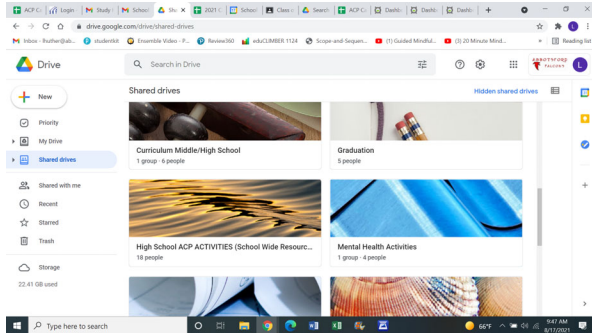 ACP C
Login
M Study
M School
Sha
2021 (
School
Class
Search
ACP C
Dashb
Dashb
Dashb
drive.google.com/drive/shared-drives
Inbox - lhsther@ab...
studentkit
Ensemble Video - P...
Review360
eduCLIMBER 1124
Scope-and-Sequen...
(1) Guided Mindful...
(3) 20 Minute Mind...
Reading list
Drive
Search in Drive
ABBOTSFORD
FALCONS
L
New
Shared drives
Hidden shared drives
Priority
My Drive
Shared drives
Curriculum Middle/High School
1 group · 6 people
Graduation
5 people
Shared with me
Recent
Starred
Trash
High School ACP ACTIVITIES (School Wide Resourc...
18 people
Mental Health Activities
1 group · 4 people
Storage
22.41 GB used
Type here to search
66°F
9:47 AM
8/17/2021